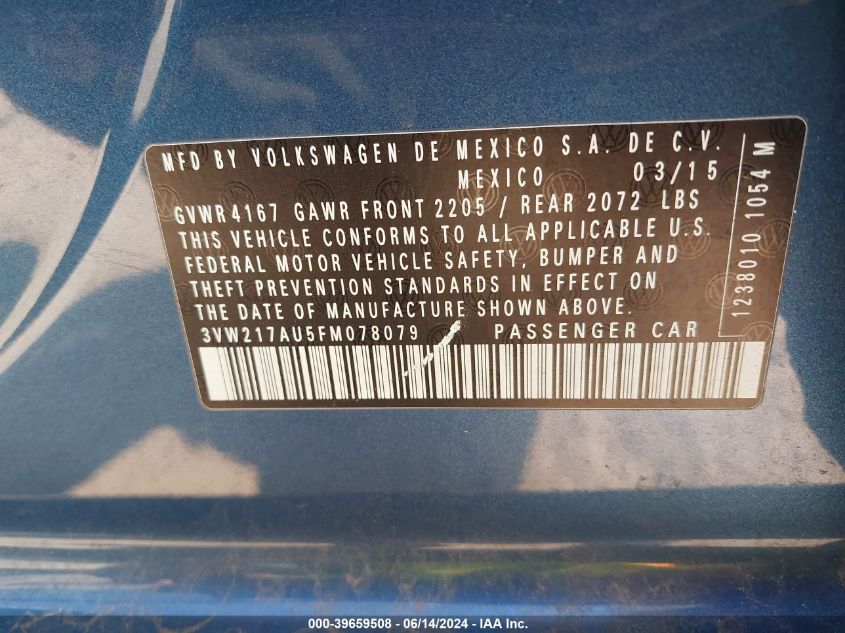 MFD BY VOLKSWAGEN DE MEXICO S.A. DE C.V.
MEXICO 03/15
GVWR 4167 GAWR FRONT 2205 / REAR 2072 LBS
THIS VEHICLE CONFORMS TO ALL APPLICABLE U.S.
FEDERAL MOTOR VEHICLE SAFETY, BUMPER AND
THEFT PREVENTION STANDARDS IN EFFECT ON
THE DATE OF MANUFACTURE SHOWN ABOVE.
3VW217AU5FM078079 PASSENGER CAR
1238010 1054 M
000-39659508 - 06/14/2024 - IAA Inc.